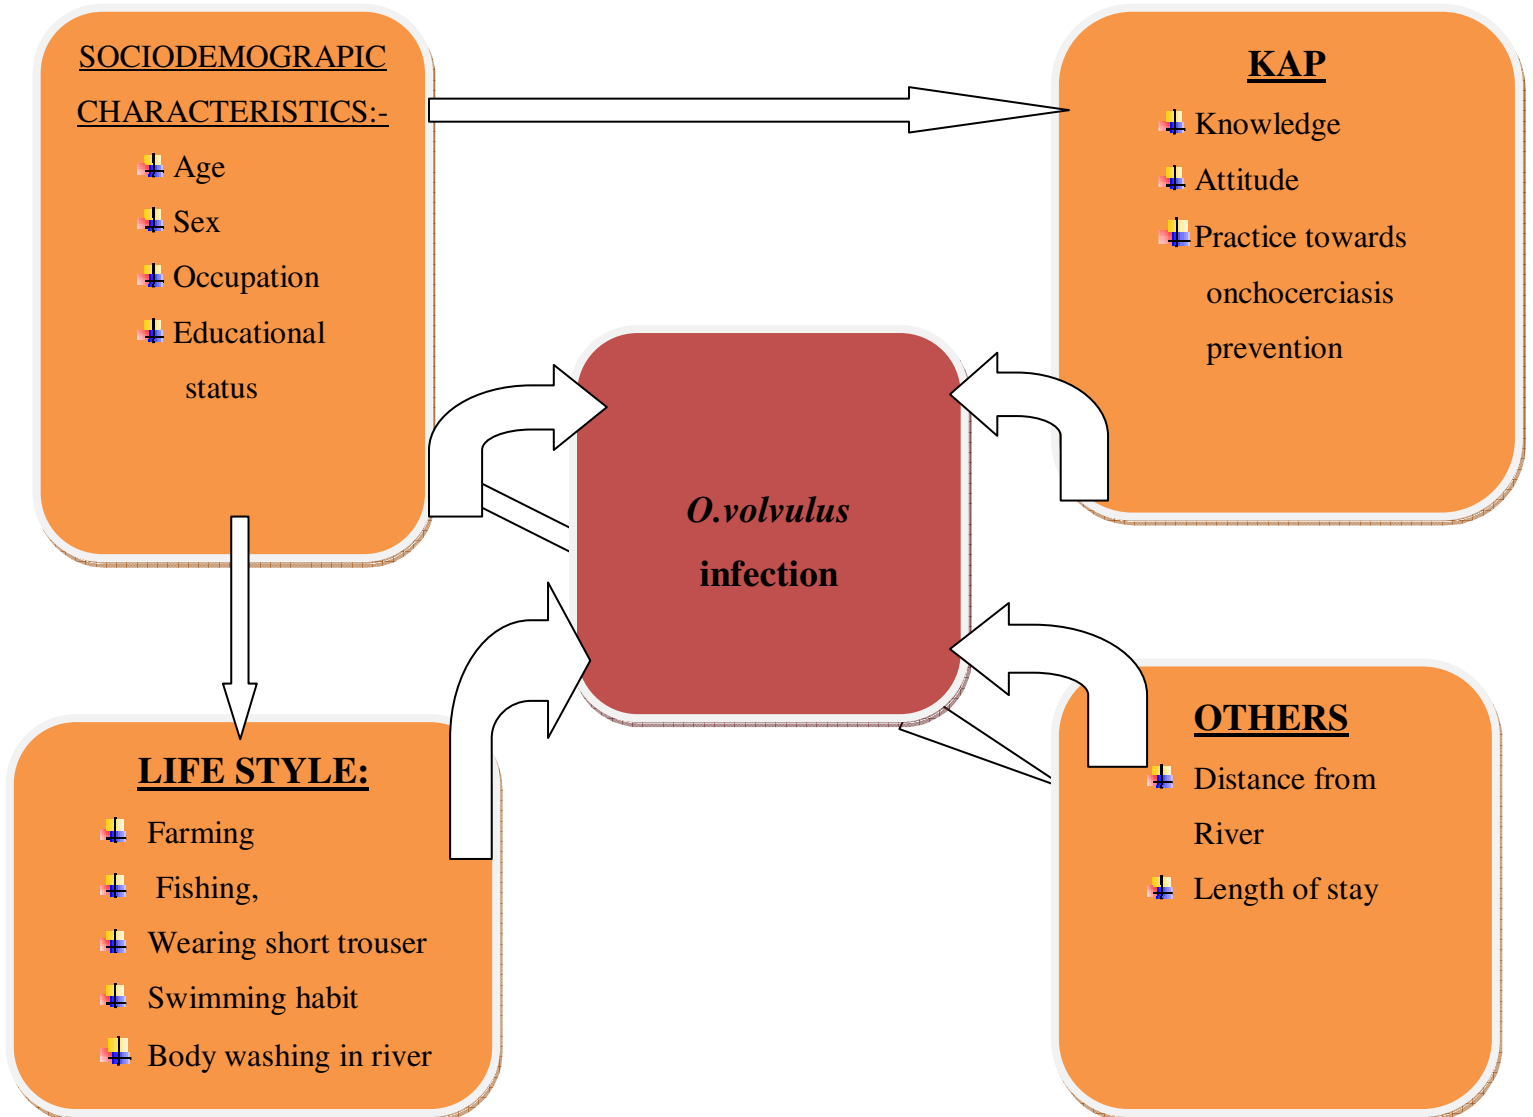 SOCIODEMOGRAPIC
CHARACTERISTICS:-
Age
Sex
Occupation
Educational
status
KAP
Knowledge
Attitude
Practice towards
onchocerciasis
prevention
O.volvulus
infection
LIFE STYLE:
Farming
Fishing,
Wearing short trouser
Swimming habit
Body washing in river
OTHERS
Distance from
River
Length of stay